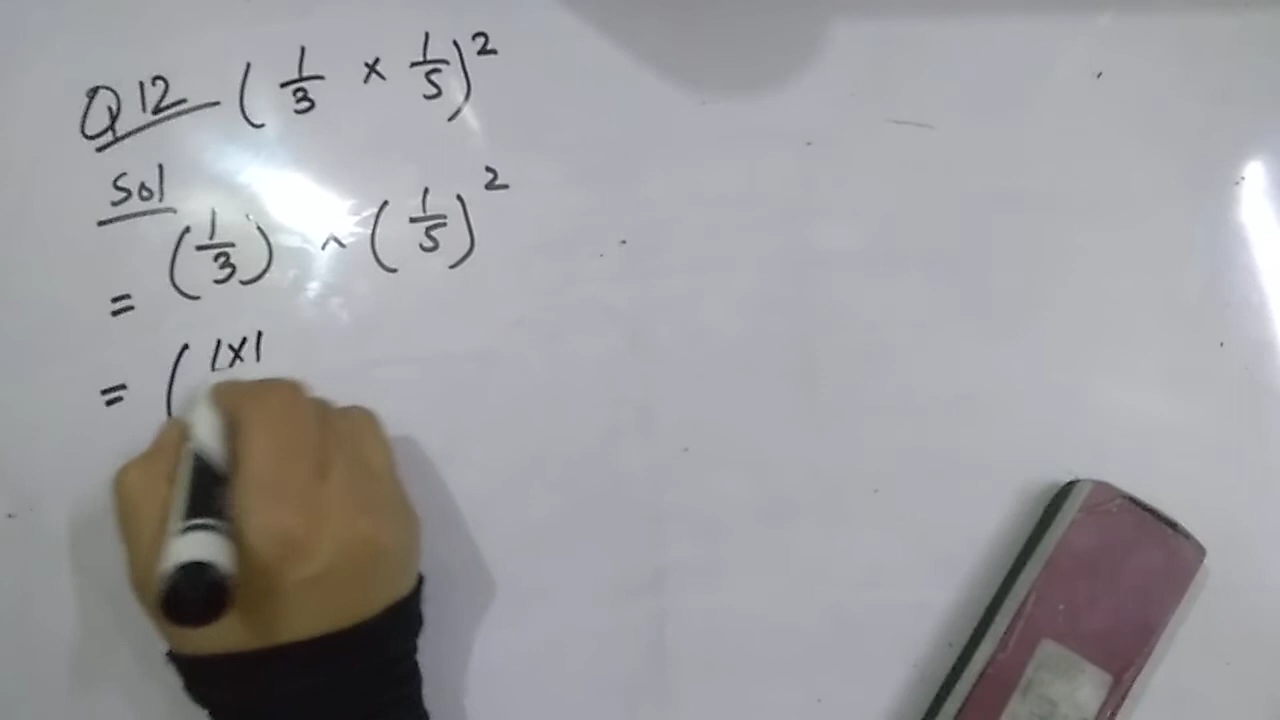 Q12 (1/3 × 1/5)²
Sol
= (1/3) × (1/5)²
= (1×1